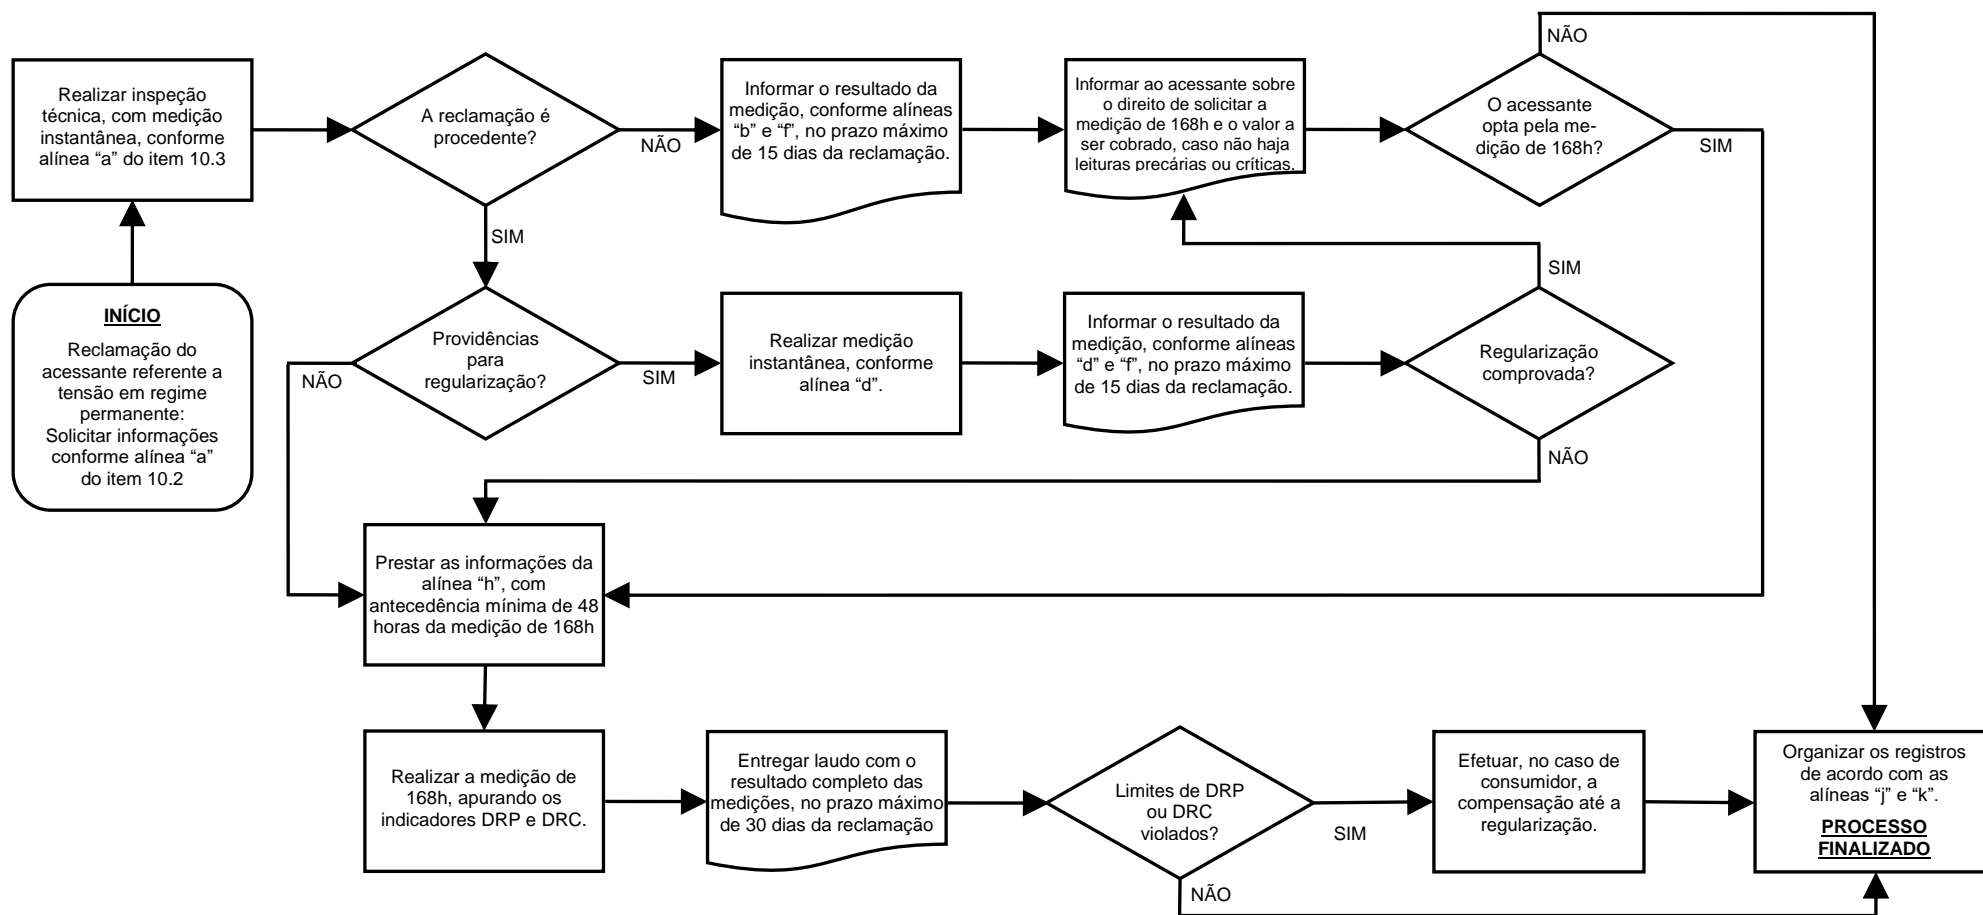 Realizar inspeção
técnica, com medição
instantânea, conforme
alínea “a” do item 10.3
A reclamação é
procedente?
NÃO
SIM
Informar o resultado da
medição, conforme alíneas
“b” e “f”, no prazo máximo
de 15 dias da reclamação.
Informar ao acessante sobre
o direito de solicitar a
medição de 168h e o valor a
ser cobrado, caso não haja
leituras precárias ou críticas.
O acessante
opta pela me-
dição de 168h?
NÃO
SIM
INÍCIO
Reclamação do
acessante referente a
tensão em regime
permanente:
Solicitar informações
conforme alínea “a”
do item 10.2
Providências
para
regularização?
NÃO
SIM
Realizar medição
instantânea, conforme
alínea “d”.
Informar o resultado da
medição, conforme alíneas
“d” e “f”, no prazo máximo
de 15 dias da reclamação.
Regularização
comprovada?
SIM
NÃO
Prestar as informações da
alínea “h”, com
antecedência mínima de 48
horas da medição de 168h
Realizar a medição de
168h, apurando os
indicadores DRP e DRC.
Entregar laudo com o
resultado completo das
medições, no prazo máximo
de 30 dias da reclamação
Limites de DRP
ou DRC
violados?
SIM
NÃO
Efetuar, no caso de
consumidor, a
compensação até a
regularização.
Organizar os registros
de acordo com as
alíneas “j” e “k”.
PROCESSO
FINALIZADO